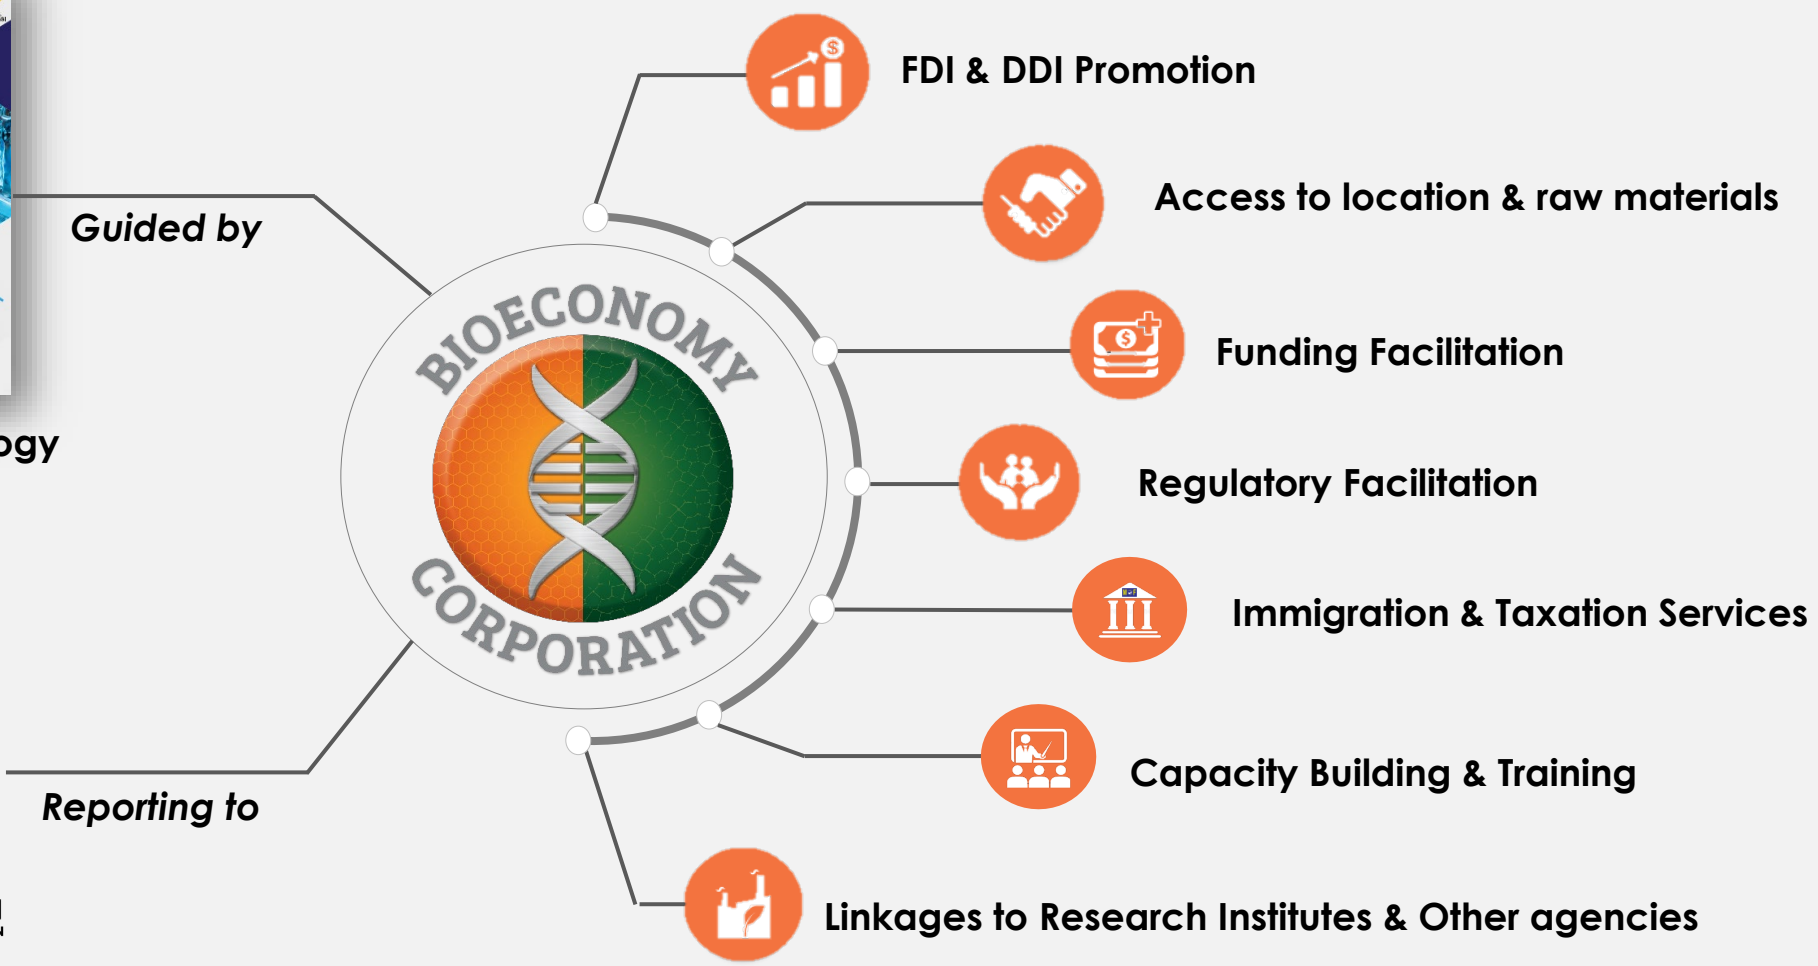 FDI & DDI Promotion
Access to location & raw materials
Guided by
BIOECONOMY
CORPORATION
Funding Facilitation
ogy
Regulatory Facilitation
Immigration & Taxation Services
Capacity Building & Training
Reporting to
Linkages to Research Institutes & Other agencies